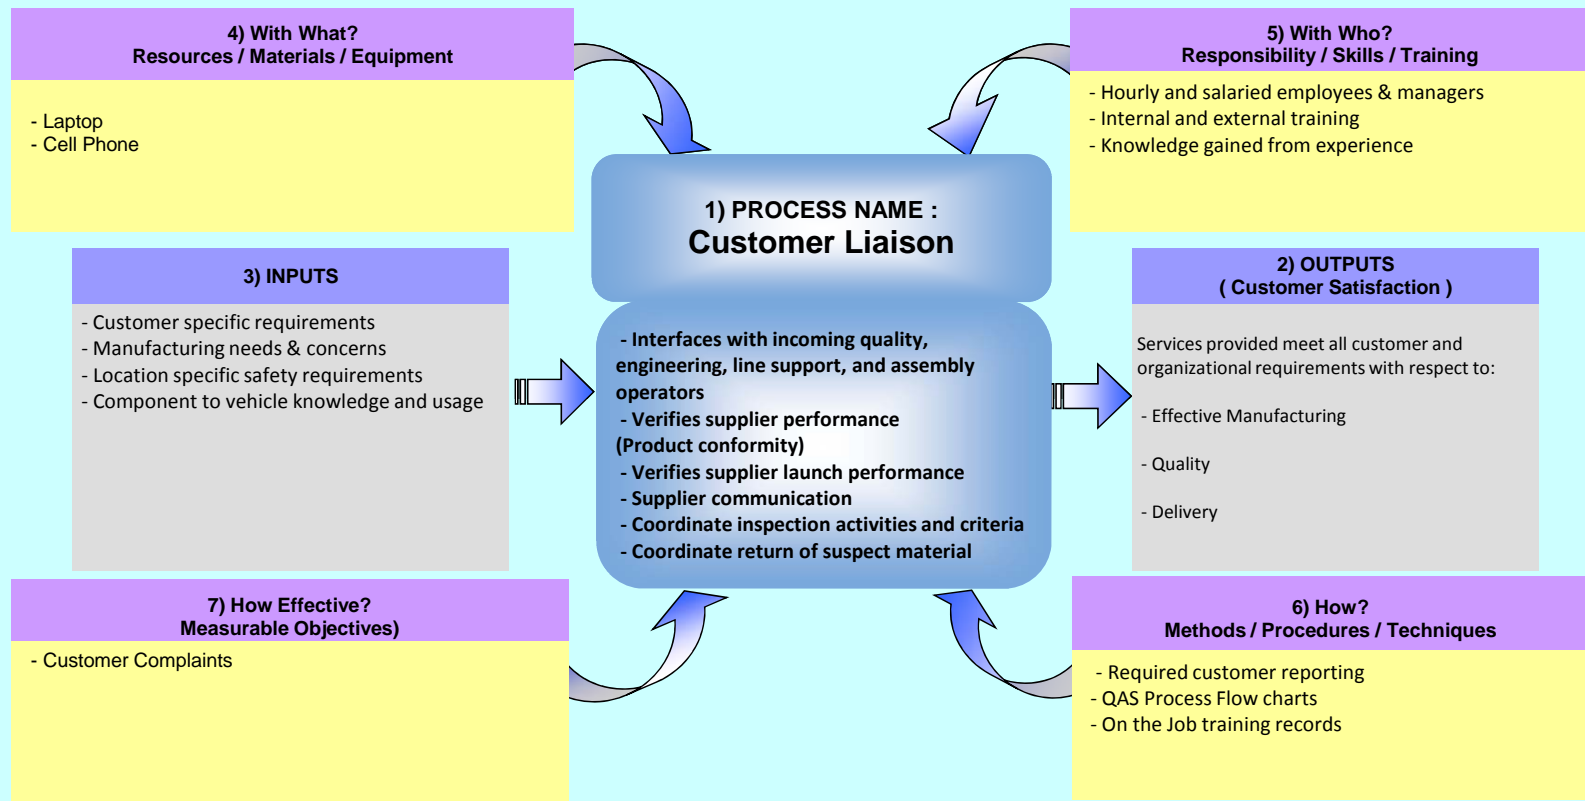 4) With What?
Resources / Materials / Equipment
- Laptop
- Cell Phone
5) With Who?
Responsibility / Skills / Training
- Hourly and salaried employees & managers
- Internal and external training
- Knowledge gained from experience
1) PROCESS NAME :
Customer Liaison
3) INPUTS
- Customer specific requirements
- Manufacturing needs & concerns
- Location specific safety requirements
- Component to vehicle knowledge and usage
- Interfaces with incoming quality,
engineering, line support, and assembly
operators
- Verifies supplier performance
(Product conformity)
- Verifies supplier launch performance
- Supplier communication
- Coordinate inspection activities and criteria
- Coordinate return of suspect material
2) OUTPUTS
( Customer Satisfaction )
Services provided meet all customer and
organizational requirements with respect to:
- Effective Manufacturing
- Quality
- Delivery
7) How Effective?
Measurable Objectives)
- Customer Complaints
6) How?
Methods / Procedures / Techniques
- Required customer reporting
- QAS Process Flow charts
- On the Job training records